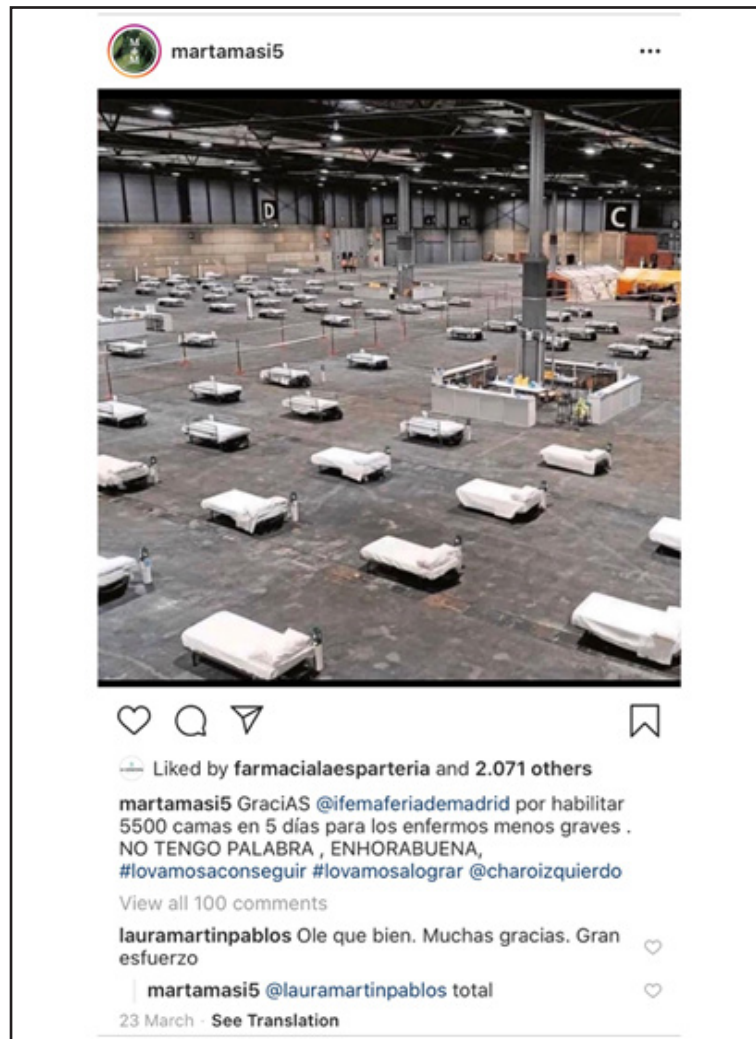 martamasi5
D
C
Liked by farmacialaesparteria and 2.071 others
martamasi5 GraciAS @ifemaferiademadrid por habilitar
5500 camas en 5 días para los enfermos menos graves .
NO TENGO PALABRA , ENHORABUENA,
#lovamosaconseguir #lovamosalograr @charoizquierdo
View all 100 comments
lauramartinpablos Ole que bien. Muchas gracias. Gran
esfuerzo
martamasi5 @lauramartinpablos total
23 March · See Translation